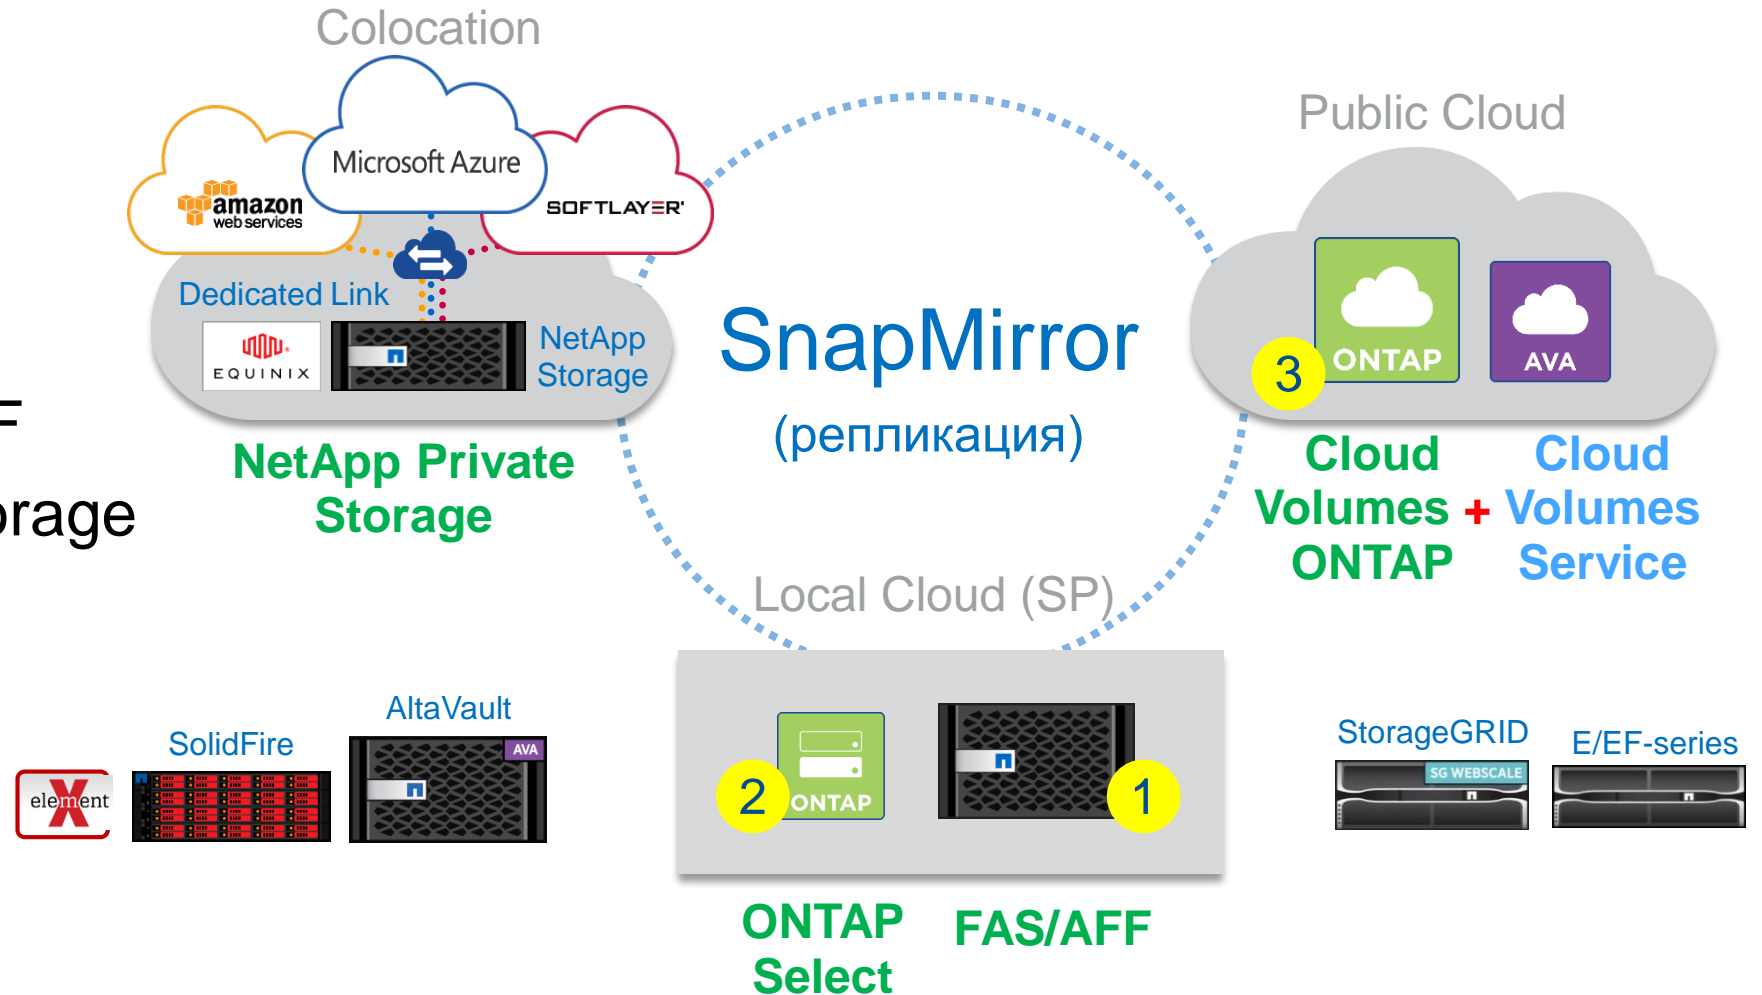 Colocation
Public Cloud
Microsoft Azure
amazon
web services
SOFTLAYER
Dedicated Link
EQUINIX
NetApp
Storage
SnapMirror
(репликация)
ONTAP
AVA
3
F
orage
NetApp Private
Storage
Cloud
Volumes
ONTAP
+
Cloud
Volumes
Service
Local Cloud (SP)
element
X
SolidFire
AltaVault
AVA
2
ONTAP
1
StorageGRID
SG WEBSCALE
E/EF-series
ONTAP
Select
FAS/AFF